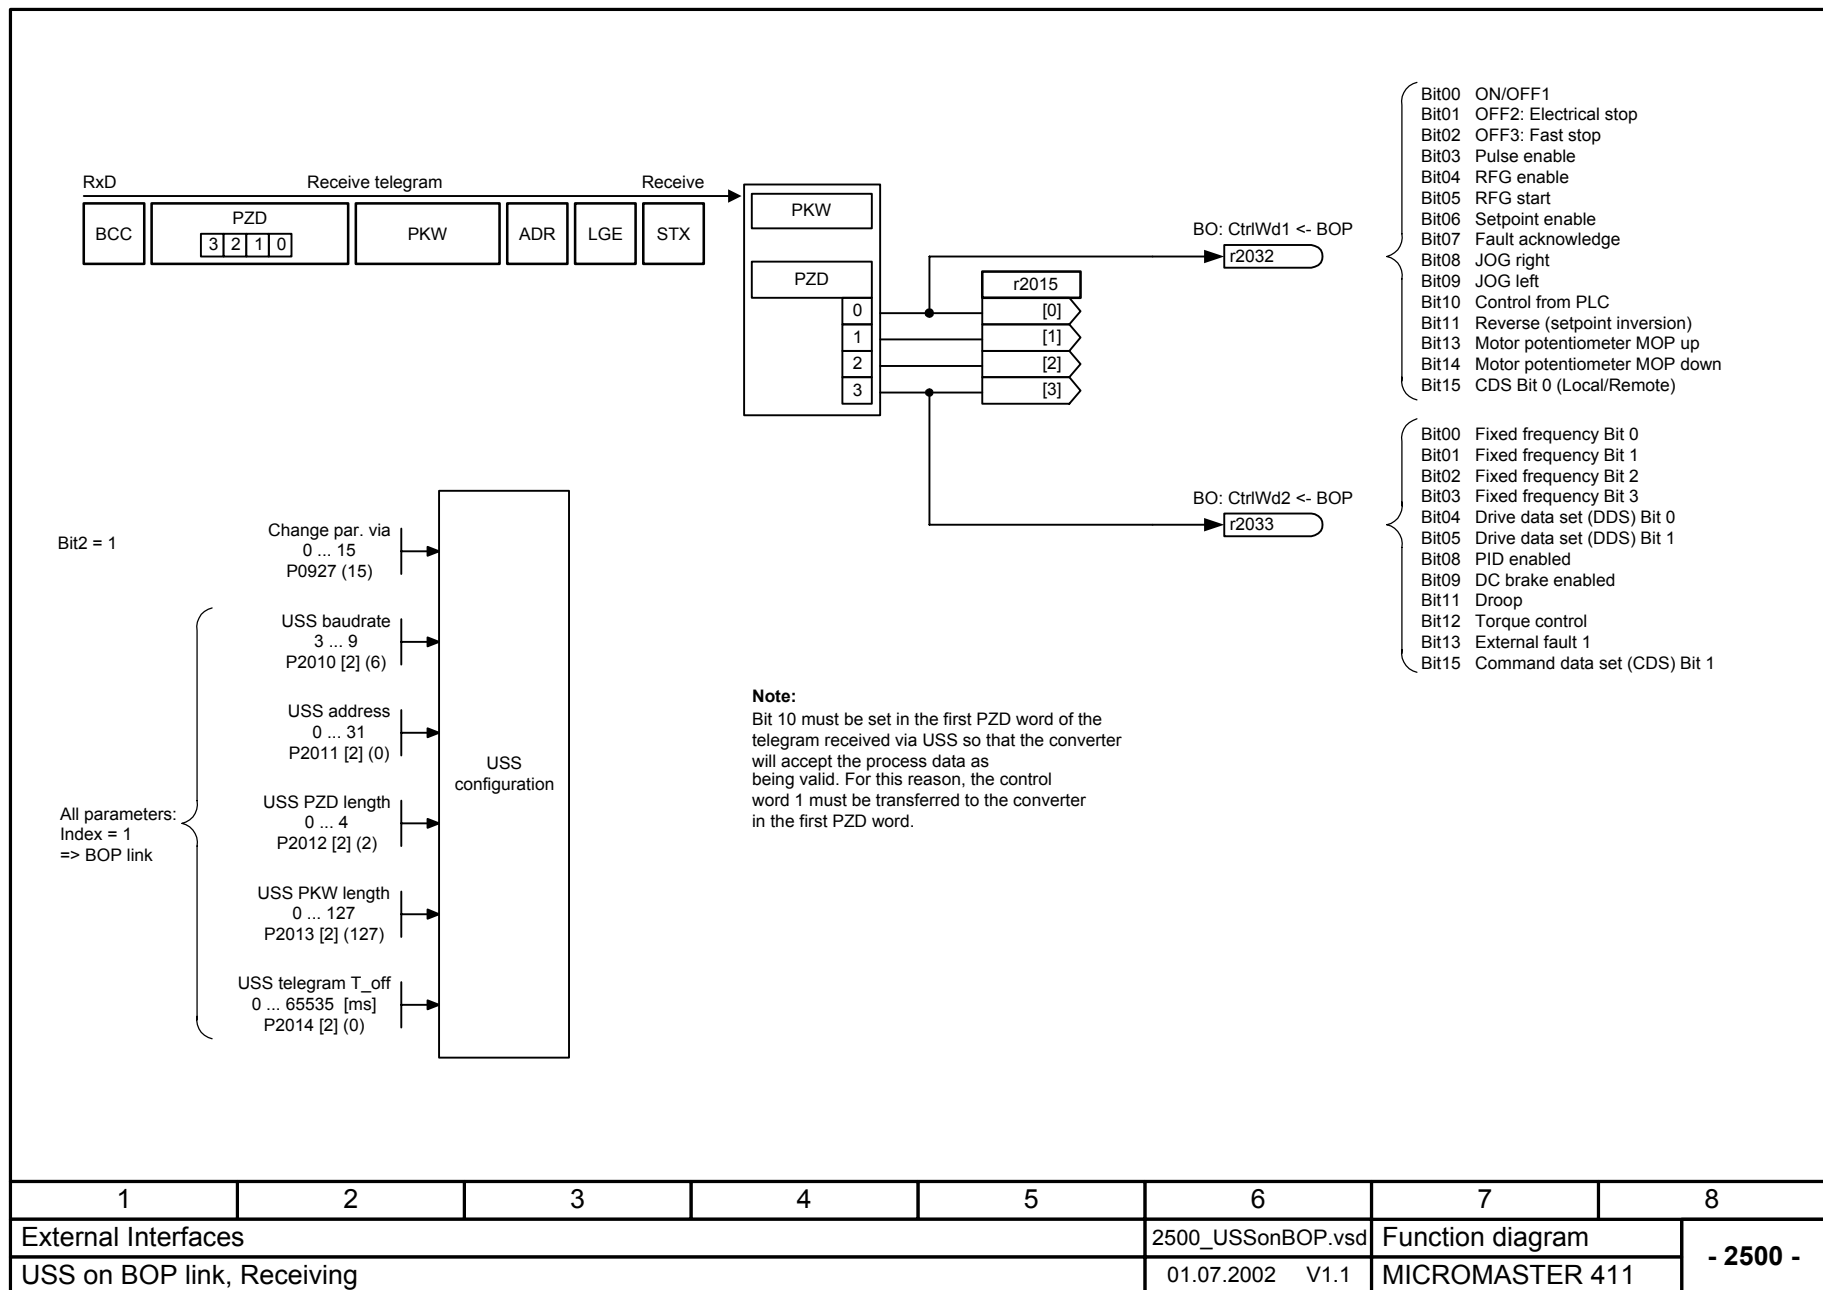 RxD Receive telegram Receive
BCC
PZD
3 2 1 0
PKW
ADR
LGE
STX
PKW
PZD
0
1
2
3
r2015
[0]
[1]
[2]
[3]
BO: CtrlWd1 <- BOP
r2032
Bit00 ON/OFF1
Bit01 OFF2: Electrical stop
Bit02 OFF3: Fast stop
Bit03 Pulse enable
Bit04 RFG enable
Bit05 RFG start
Bit06 Setpoint enable
Bit07 Fault acknowledge
Bit08 JOG right
Bit09 JOG left
Bit10 Control from PLC
Bit11 Reverse (setpoint inversion)
Bit13 Motor potentiometer MOP up
Bit14 Motor potentiometer MOP down
Bit15 CDS Bit 0 (Local/Remote)
BO: CtrlWd2 <- BOP
r2033
Bit00 Fixed frequency Bit 0
Bit01 Fixed frequency Bit 1
Bit02 Fixed frequency Bit 2
Bit03 Fixed frequency Bit 3
Bit04 Drive data set (DDS) Bit 0
Bit05 Drive data set (DDS) Bit 1
Bit08 PID enabled
Bit09 DC brake enabled
Bit11 Droop
Bit12 Torque control
Bit13 External fault 1
Bit15 Command data set (CDS) Bit 1
Bit2 = 1
Change par. via
0 ... 15
P0927 (15)
USS baudrate
3 ... 9
P2010 [2] (6)
USS address
0 ... 31
P2011 [2] (0)
All parameters:
Index = 1
=> BOP link
USS PZD length
0 ... 4
P2012 [2] (2)
USS PKW length
0 ... 127
P2013 [2] (127)
USS telegram T_off
0 ... 65535 [ms]
P2014 [2] (0)
USS
configuration
Note:
Bit 10 must be set in the first PZD word of the
telegram received via USS so that the converter
will accept the process data as
being valid. For this reason, the control
word 1 must be transferred to the converter
in the first PZD word.
1 2 3 4 5 6 7 8
External Interfaces
2500_USSonBOP.vsd
Function diagram
- 2500 -
USS on BOP link, Receiving
01.07.2002 V1.1
MICROMASTER 411